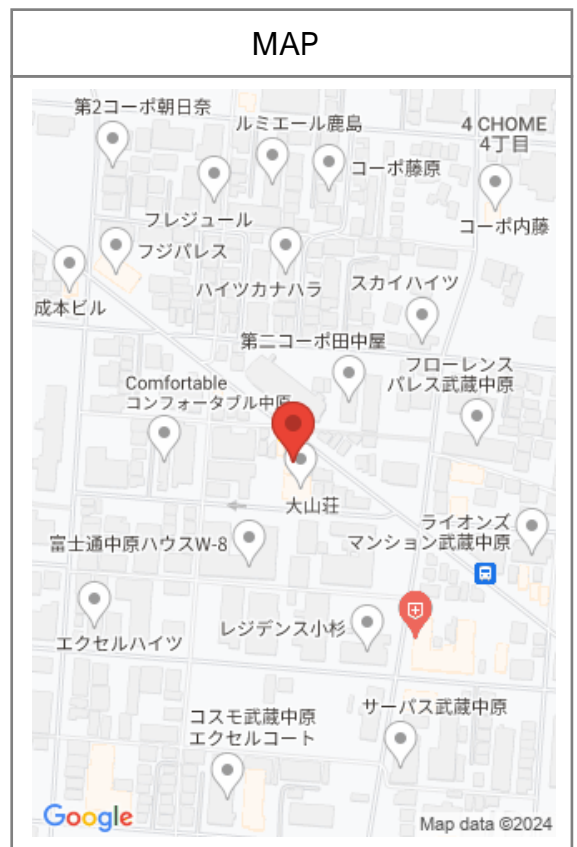 MAP
第2コーポ朝日奈
ルミエール鹿島
4 CHOME
4丁目
コーポ藤原
フレジュール
コーポ内藤
フジパレス
ハイツカナハラ
スカイハイツ
成本ビル
第二コーポ田中屋
フローレンス
パレス武蔵中原
Comfortable
コンフォータブル中原
大山荘
ライオンズ
マンション武蔵中原
富士通中原ハウスW-8
レジデンス小杉
エクセルハイツ
サーパス武蔵中原
コスモ武蔵中原
エクセルコート
Google
Map data ©2024